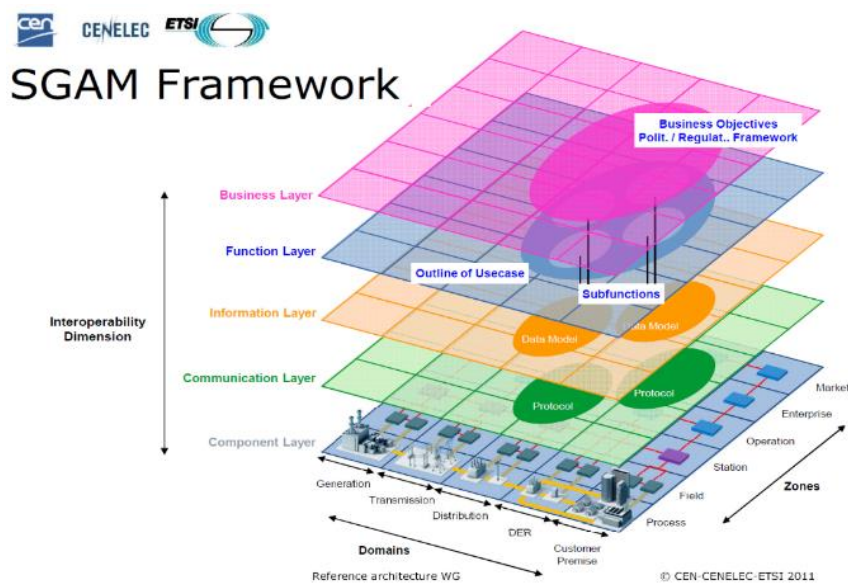 cen
CENELEC
ETSI
SGAM Framework
Business Objectives
Polit. / Regulat.. Framework
Business Layer
Function Layer
Outline of Usecase
Subfunctions
Information Layer
Data Model
Data Model
Interoperability
Dimension
Communication Layer
Protocol
Protocol
Component Layer
Market
Enterprise
Operation
Station
Field
Process
Zones
Generation
Transmission
Distribution
DER
Customer
Premise
Domains
Reference architecture WG
© CEN-CENELEC-ETSI 2011